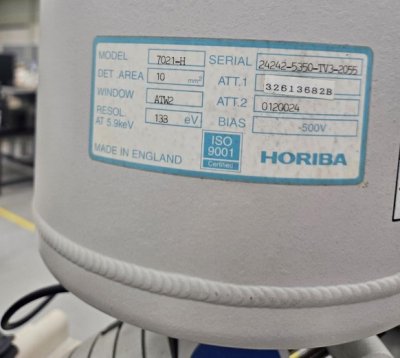 MODEL 7021-H SERIAL 24242-5350-TV3-2055
DET. AREA 10 mm² ATT.1 32613682B
WINDOW ATW2 ATT.2 0120024
RESOL. AT 5.9keV 133 eV BIAS -500V
MADE IN ENGLAND
ISO
9001
Certified
HORIBA